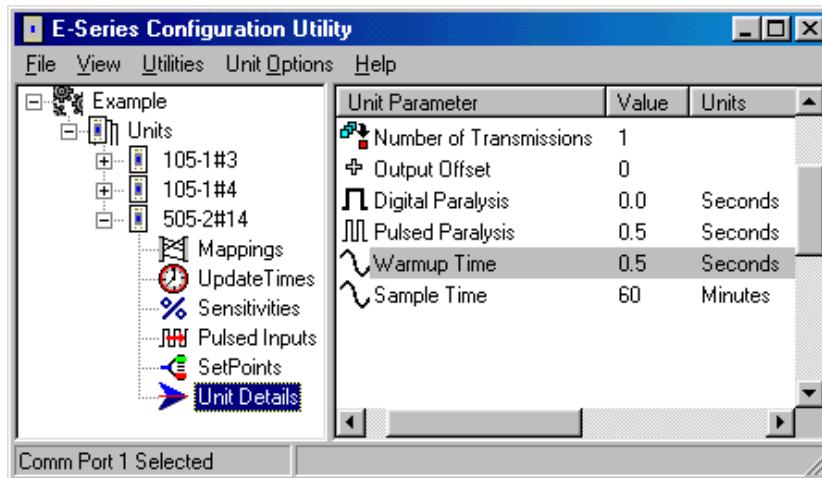 E-Series Configuration Utility
File View Utilities Unit Options Help
Example
Units
105-1#3
105-1#4
505-2#14
Mappings
UpdateTimes
Sensitivities
Pulsed Inputs
SetPoints
Unit Details
Unit Parameter Value Units
Number of Transmissions 1
Output Offset 0
Digital Paralysis 0.0 Seconds
Pulsed Paralysis 0.5 Seconds
Warmup Time 0.5 Seconds
Sample Time 60 Minutes
Comm Port 1 Selected